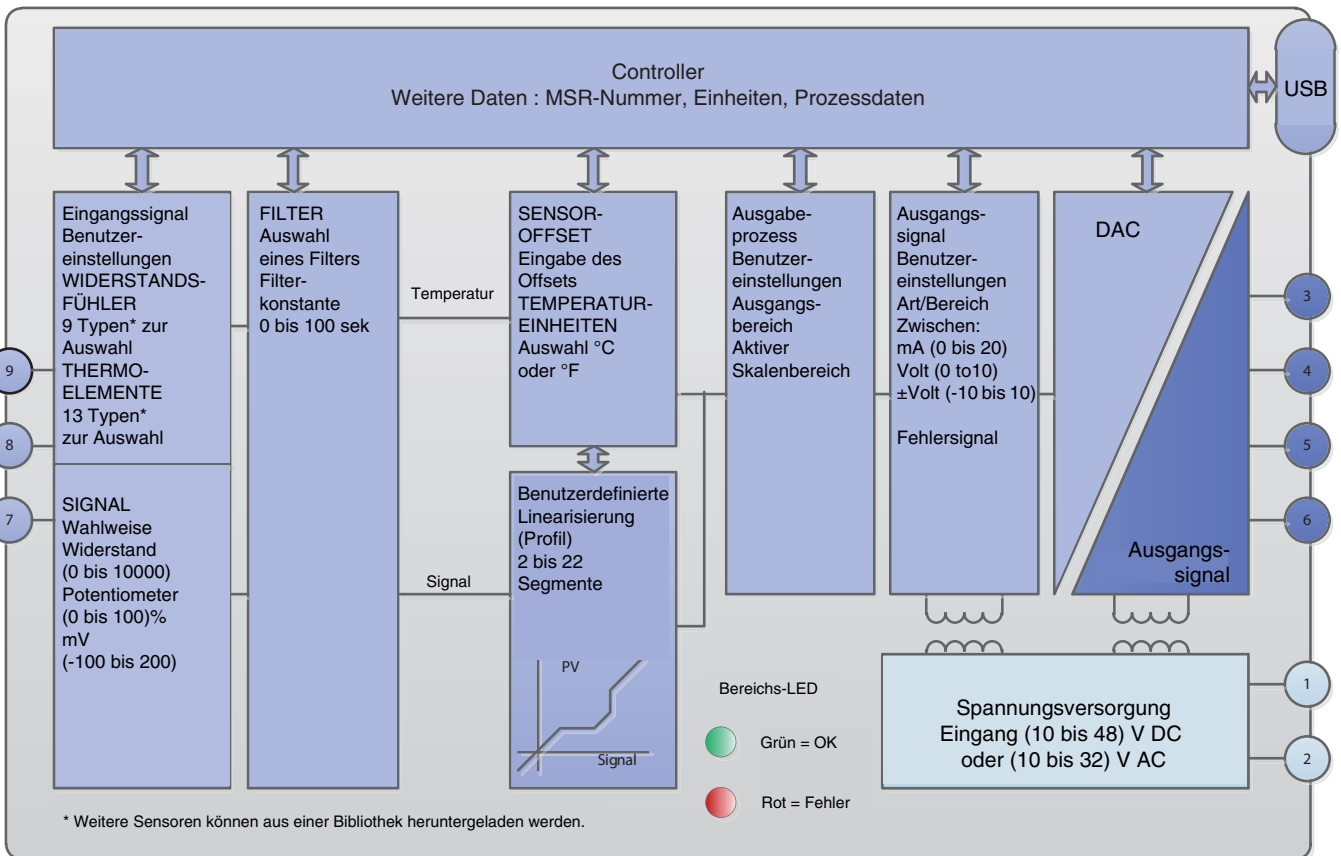 Controller
Weitere Daten : MSR-Nummer, Einheiten, Prozessdaten
USB
Eingangssignal
Benutzer-
einstellungen
WIDERSTANDS-
FÜHLER
9 Typen* zur
Auswahl
THERMO-
ELEMENTE
13 Typen*
zur Auswahl
SIGNAL
Wahlweise
Widerstand
(0 bis 10000)
Potentiometer
(0 bis 100)%
mV
(-100 bis 200)
9
8
7
FILTER
Auswahl
eines Filters
Filter-
konstante
0 bis 100 sek
Temperatur
Signal
SENSOR-
OFFSET
Eingabe des
Offsets
TEMPERATUR-
EINHEITEN
Auswahl °C
oder °F
Benutzerdefinierte
Linearisierung
(Profil)
2 bis 22
Segmente
PV
Signal
Ausgabe-
prozess
Benutzer-
einstellungen
Ausgangs-
bereich
Aktiver
Skalenbereich
Ausgangs-
signal
Benutzer-
einstellungen
Art/Bereich
Zwischen:
mA (0 bis 20)
Volt (0 to10)
±Volt (-10 bis 10)
Fehlersignal
DAC
Ausgangs-
signal
3
4
5
6
Bereichs-LED
Grün = OK
Rot = Fehler
Spannungsversorgung
Eingang (10 bis 48) V DC
oder (10 bis 32) V AC
1
2
* Weitere Sensoren können aus einer Bibliothek heruntergeladen werden.